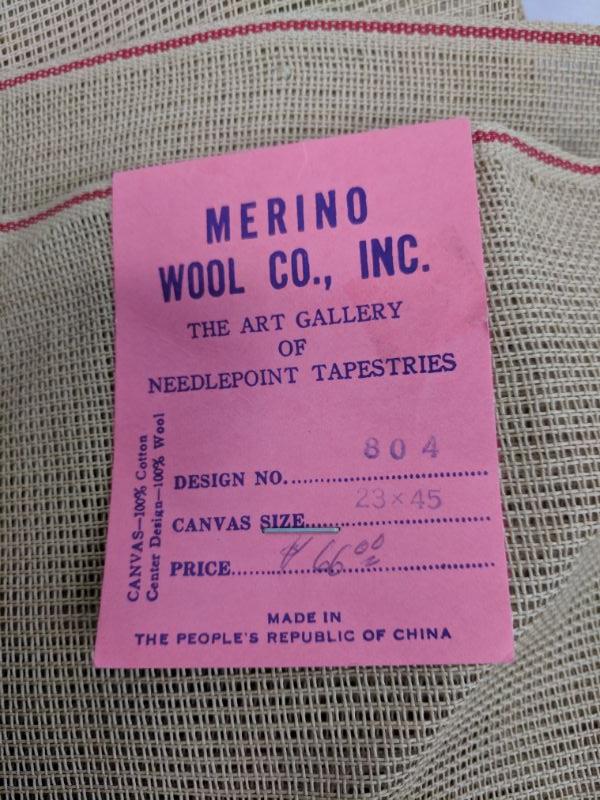 MERINO
WOOL CO., INC.
THE ART GALLERY
OF
NEEDLEPOINT TAPESTRIES
CANVAS—100% Cotton
Center Design—100% Wool
DESIGN NO. 804
CANVAS SIZE 23×45
PRICE $66.00
MADE IN
THE PEOPLE'S REPUBLIC OF CHINA